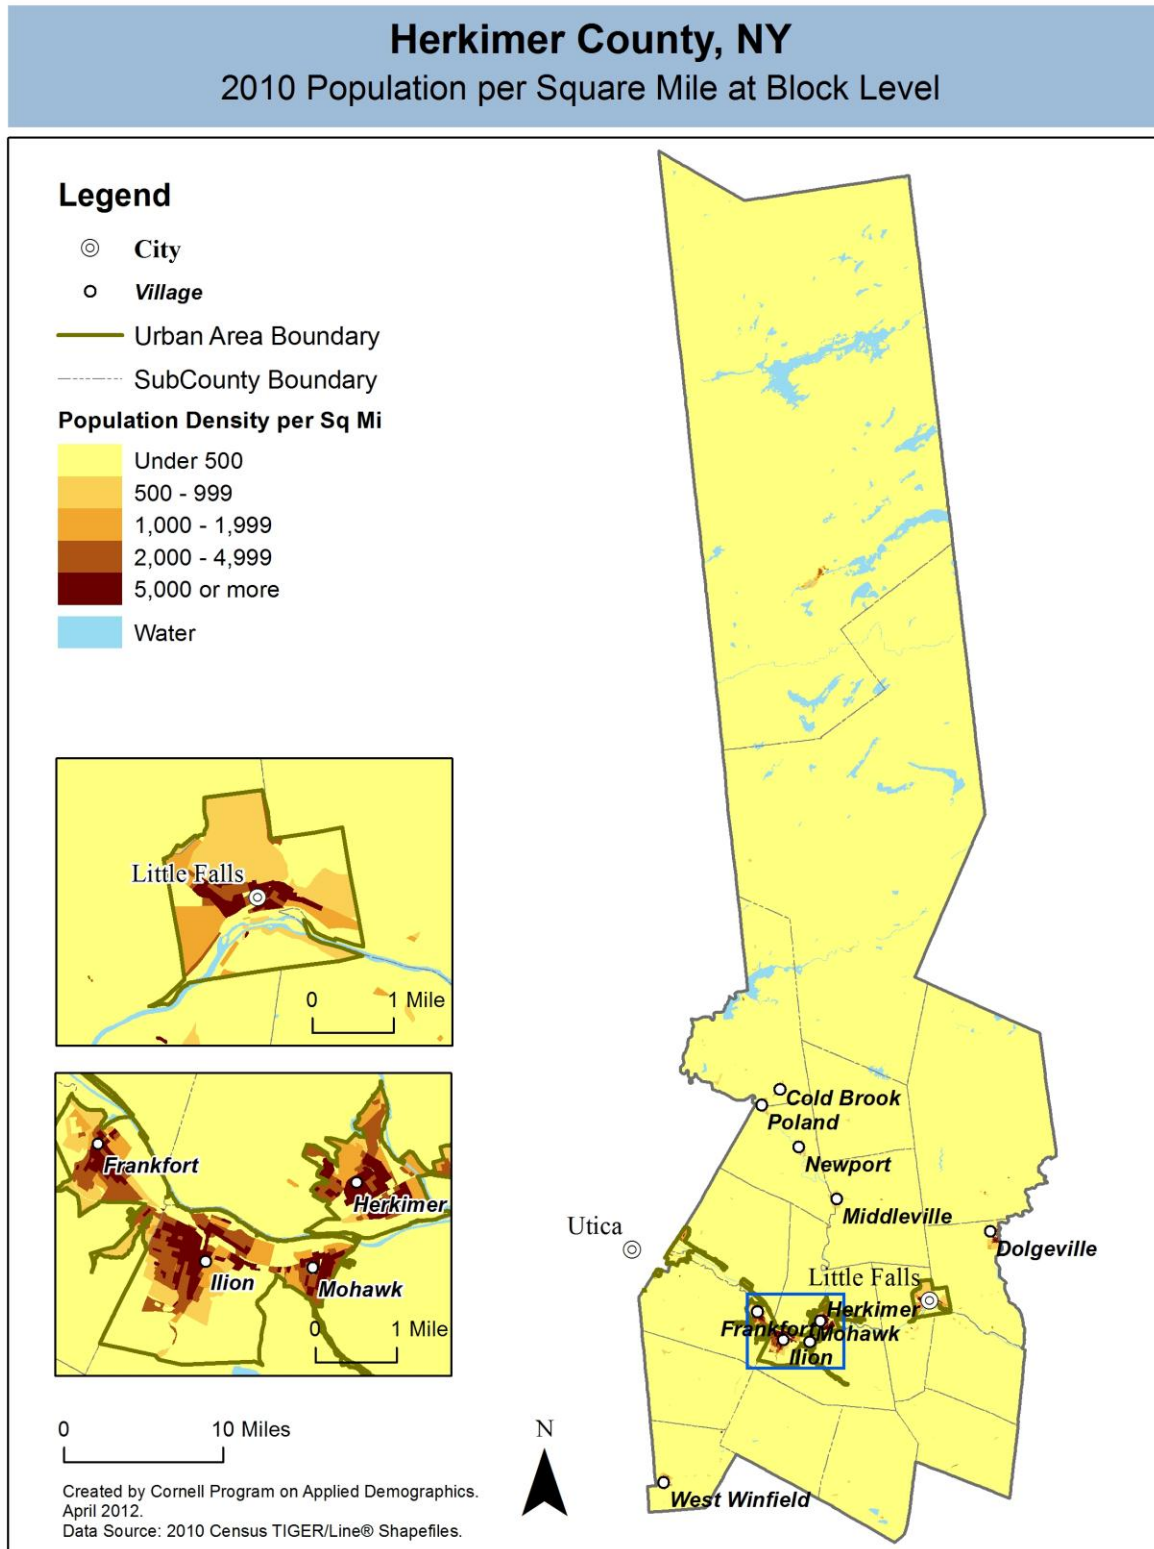 Herkimer County, NY
2010 Population per Square Mile at Block Level
Legend
City
Village
Urban Area Boundary
SubCounty Boundary
Population Density per Sq Mi
Under 500
500 - 999
1,000 - 1,999
2,000 - 4,999
5,000 or more
Water
Little Falls
0 1 Mile
Frankfort
Herkimer
Ilion
Mohawk
0 1 Mile
Cold Brook
Poland
Newport
Middleville
Utica
Dolgeville
Little Falls
Herkimer
Frankfort
Mohawk
Ilion
West Winfield
0 10 Miles
N
Created by Cornell Program on Applied Demographics.
April 2012.
Data Source: 2010 Census TIGER/Line® Shapefiles.